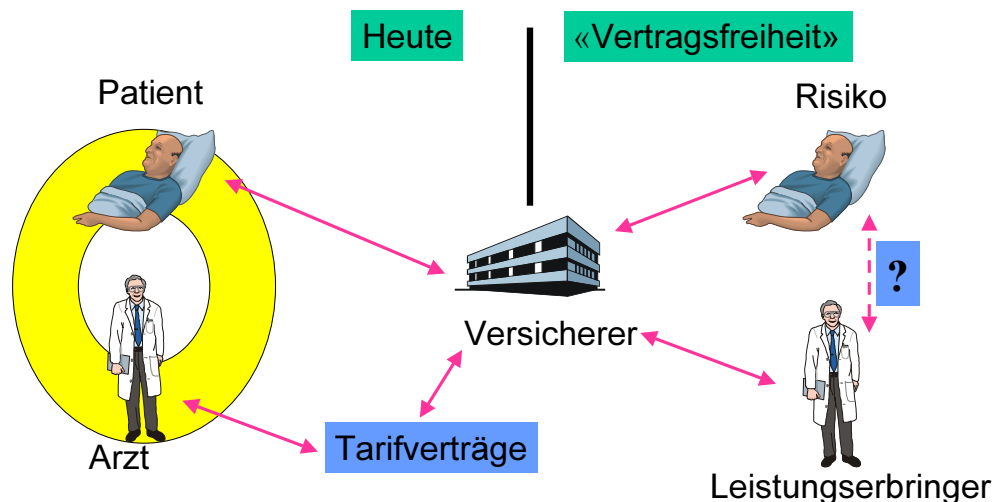 Heute
«Vertragsfreiheit»
Patient
Risiko
?
Versicherer
Tarifverträge
Arzt
Leistungserbringer